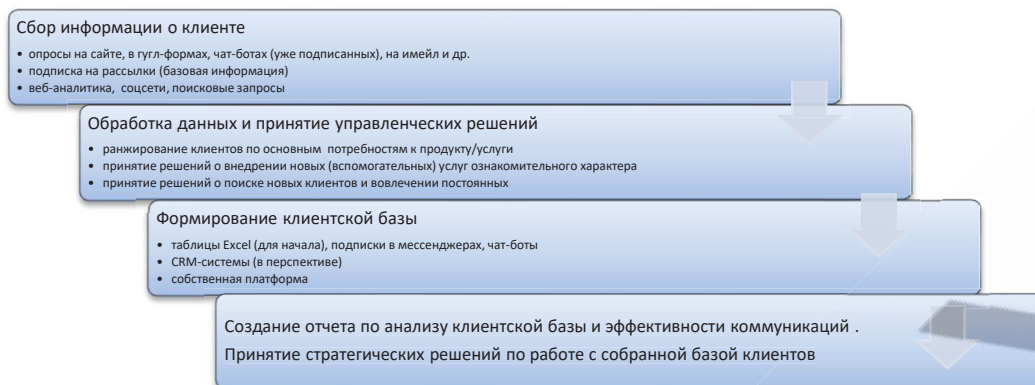 Сбор информации о клиенте
• опросы на сайте, в гугл-формах, чат-ботах (уже подписанных), на имейл и др.
• подписка на рассылки (базовая информация)
• веб-аналитика, соцсети, поисковые запросы
Обработка данных и принятие управленческих решений
• ранжирование клиентов по основным потребностям к продукту/услуги
• принятие решений о внедрении новых (вспомогательных) услуг ознакомительного характера
• принятие решений о поиске новых клиентов и вовлечении постоянных
Формирование клиентской базы
• таблицы Excel (для начала), подписки в мессенджерах, чат-боты
• CRM-системы (в перспективе)
• собственная платформа
Создание отчета по анализу клиентской базы и эффективности коммуникаций .
Принятие стратегических решений по работе с собранной базой клиентов